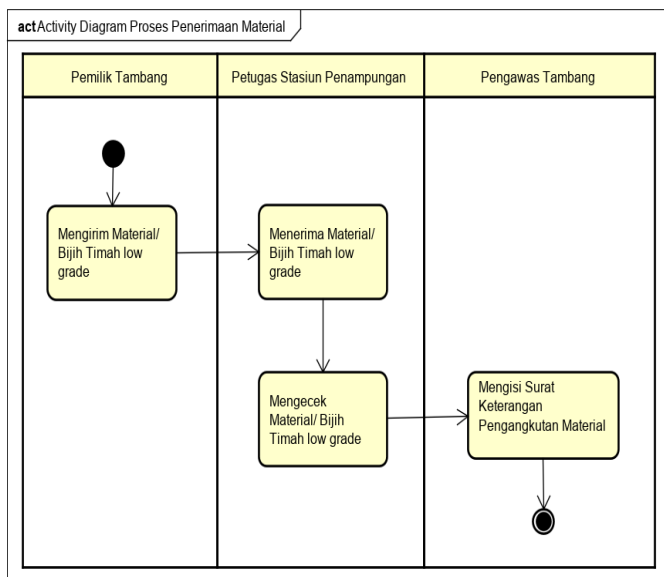 act Activity Diagram Proses Penerimaan Material
Pemilik Tambang
Petugas Stasiun Penampungan
Pengawas Tambang
Mengirim Material/
Bijih Timah low
grade
Menerima Material/
Bijih Timah low
grade
Mengecek
Material/ Bijih
Timah low grade
Mengisi Surat
Keterangan
Pengangkutan Material